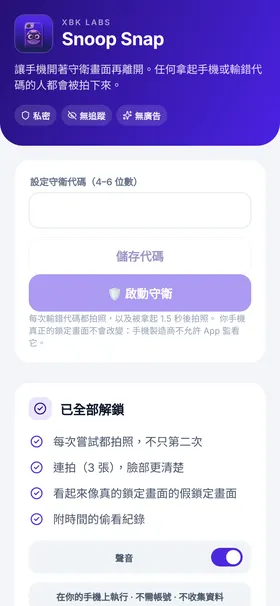 XBK LABS
Snoop Snap
讓手機開著守衛畫面再離開。任何拿起手機或輸錯代
碼的人都會被拍下來。
私密
無追蹤
無廣告
設定守衛代碼（4–6 位數）
儲存代碼
🛡️ 啟動守衛
每次輸錯代碼都拍照，以及被拿起 1.5 秒後拍照。 你手機
真正的鎖定畫面不會改變：手機製造商不允許 App 監看
它。
已全部解鎖
每次嘗試都拍照，不只第二次
連拍（3 張），臉部更清楚
看起來像真的鎖定畫面的假鎖定畫面
附時間的偷看紀錄
聲音
在你的手機上執行 · 不需帳號 · 不收集資料